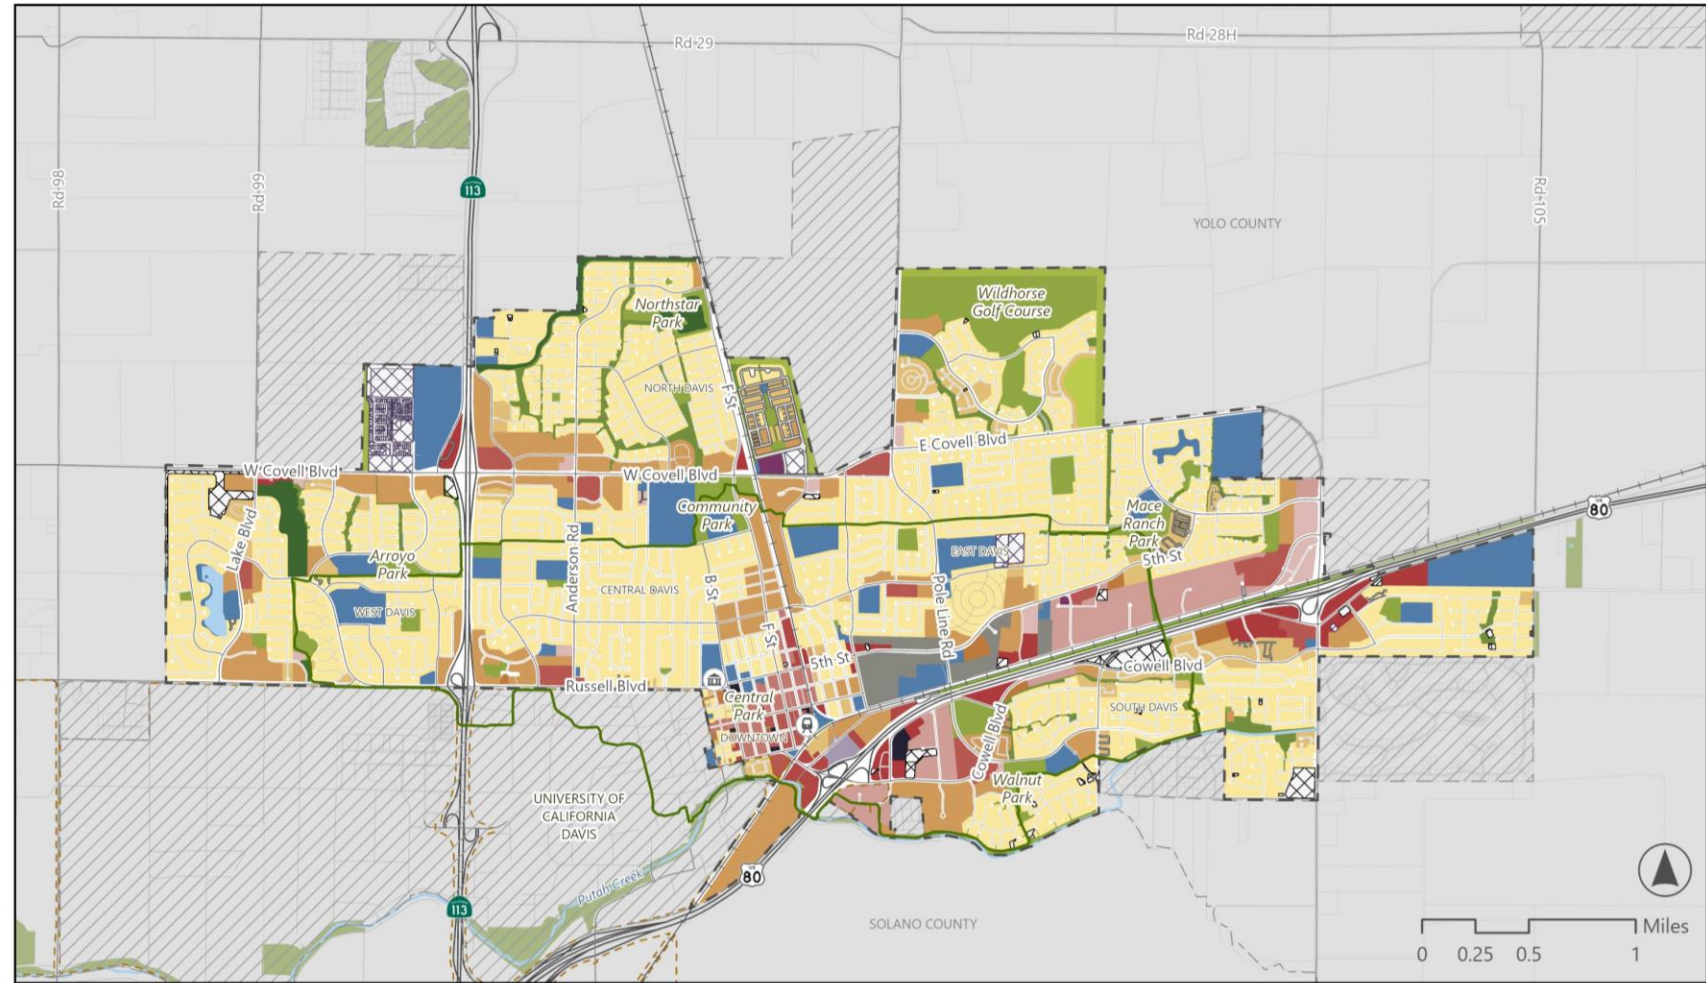 Rd 29
Rd 28H
Rd 98
Rd 99
113
YOLO COUNTY
Rd 105
Wildhorse
Golf Course
Northstar
Park
NORTH DAVIS
F St
E Covell Blvd
W Covell Blvd
W Covell Blvd
Community
Park
Mace
Ranch
Park
80
Lake Blvd
Arroyo
Park
Anderson Rd
B St
EAST DAVIS
5th St
CENTRAL DAVIS
WEST DAVIS
Pole Line Rd
F St
5th St
Cowell Blvd
Russell Blvd
Central
Park
DOWNTOWN
SOUTH DAVIS
Cowell Blvd
Walnut
Park
UNIVERSITY OF
CALIFORNIA
DAVIS
Putah Creek
80
113
SOLANO COUNTY
Miles
0 0.25 0.5 1